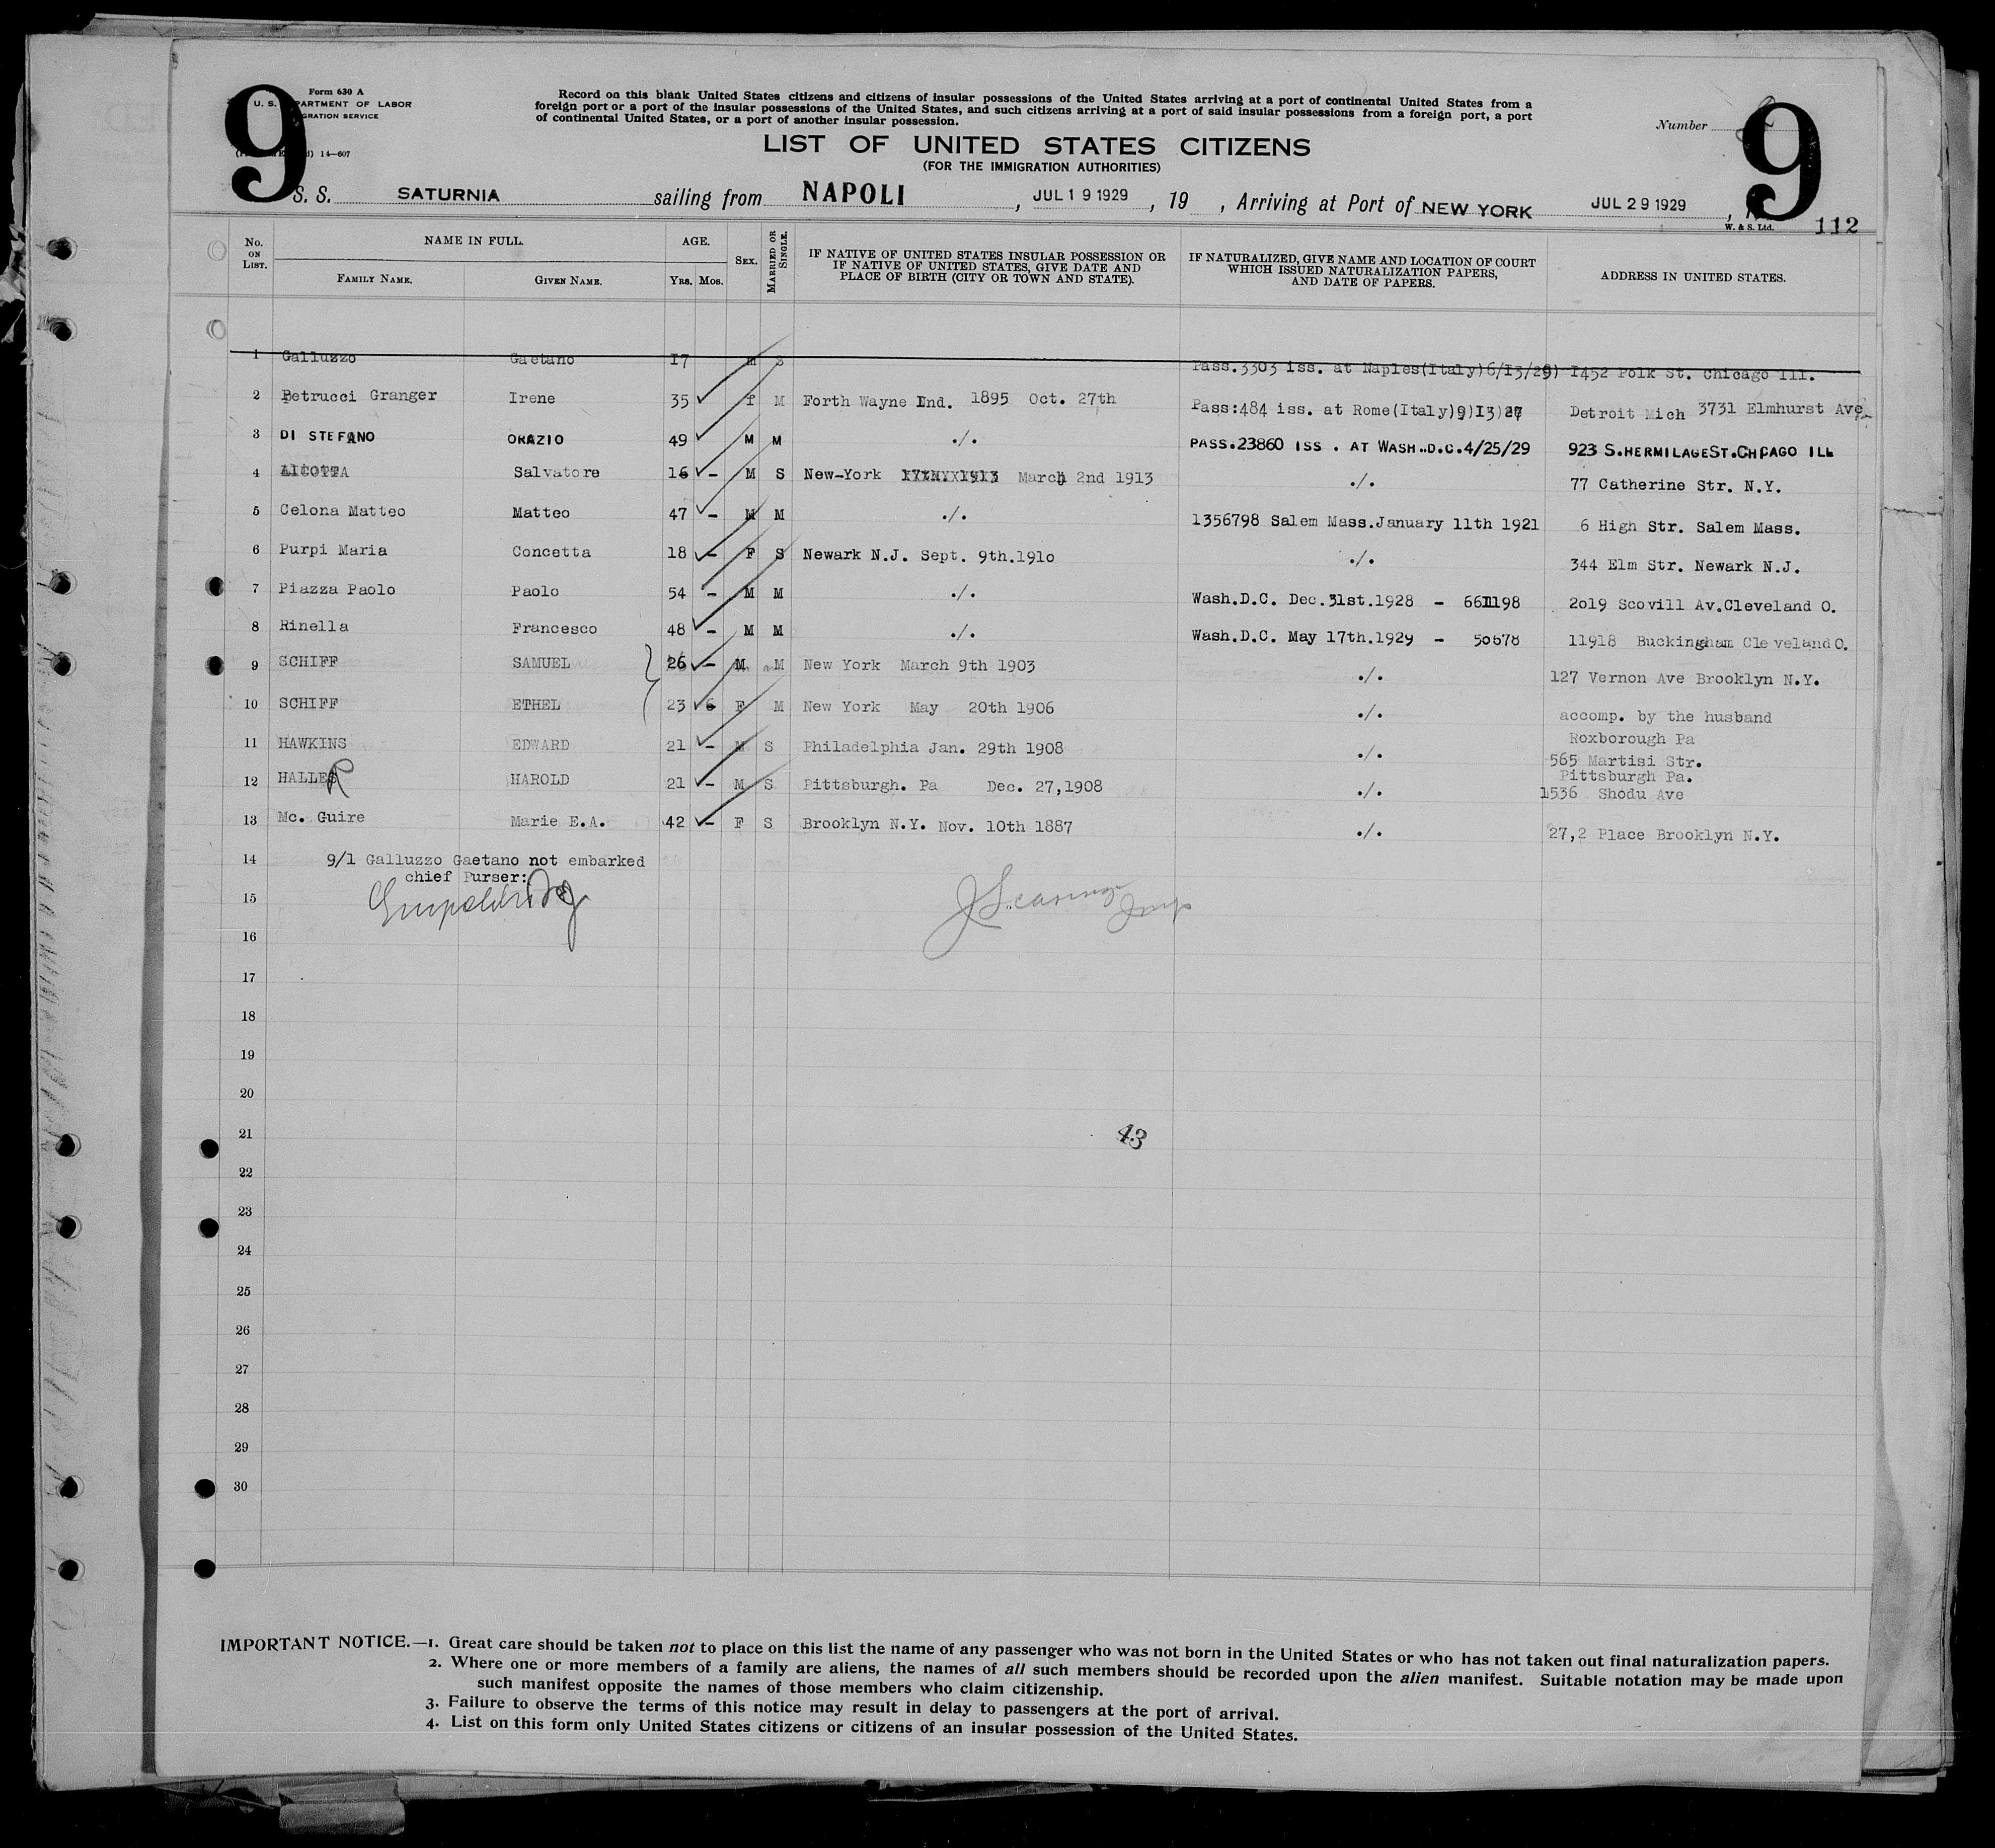 9
Form 630 A
U. S. DEPARTMENT OF LABOR
IMMIGRATION SERVICE
14—607
Record on this blank United States citizens and citizens of insular possessions of the United States arriving at a port of continental United States from a
foreign port or a port of the insular possessions of the United States, and such citizens arriving at a port of said insular possessions from a foreign port, a port
of continental United States, or a port of another insular possession.
LIST OF UNITED STATES CITIZENS
(FOR THE IMMIGRATION AUTHORITIES)
Number
9
S. S. SATURNIA sailing from NAPOLI, JUL 19 1929, 19 , Arriving at Port of NEW YORK JUL 29 1929
W. & S. Ltd.
112
No. ON LIST. NAME IN FULL. FAMILY NAME. GIVEN NAME. AGE. YRS. MOS. SEX. MARRIED OR SINGLE. IF NATIVE OF UNITED STATES INSULAR POSSESSION OR IF NATIVE OF UNITED STATES, GIVE DATE AND PLACE OF BIRTH (CITY OR TOWN AND STATE). IF NATURALIZED, GIVE NAME AND LOCATION OF COURT WHICH ISSUED NATURALIZATION PAPERS, AND DATE OF PAPERS. ADDRESS IN UNITED STATES.
1 Galluzzo Gaetano 17 m S Pass.3303 iss. at Naples(Italy)6/13/29) 1452 Polk St. Chicago Ill.
2 Petrucci Granger Irene 35 f M Forth Wayne Ind. 1895 Oct. 27th Pass:484 iss. at Rome(Italy)9)I3) Detroit Mich 3731 Elmhurst Ave
3 DI STEFANO ORAZIO 49 M M ./. PASS.23860 ISS . AT WASH..D.C.4/25/29 923 S.HERMILAGEST.CHICAGO ILL
4 Salvatore 16 – M S New-York March 2nd 1913 ./. 77 Catherine Str. N.Y.
5 Celona Matteo Matteo 47 – M M ./. 1356798 Salem Mass.January 11th 1921 6 High Str. Salem Mass.
6 Purpi Maria Concetta 18 – F S Newark N.J. Sept. 9th.191o ./. 344 Elm Str. Newark N.J.
7 Piazza Paolo Paolo 54 – M M ./. Wash.D.C. Dec.31st.1928 – 2o19 Scovill Av.Cleveland O.
8 Rinella Francesco 48 – M M ./. Wash.D.C. May 17th.1929 – 50678 11918 Buckingham Cleveland O.
9 SCHIFF SAMUEL 26 – M M New York March 9th 1903 ./. 127 Vernon Ave Brooklyn N.Y.
10 SCHIFF ETHEL 23 6 F M New York May 20th 1906 ./. accomp. by the husband
11 HAWKINS EDWARD 21 – M S Philadelphia Jan. 29th 1908 ./. Roxborough Pa
565 Martisi Str.
12 HALLER HAROLD 21 – M S Pittsburgh. Pa Dec. 27,1908 ./. Pittsburgh Pa.
1536 Shodu Ave
13 Mc. Guire Marie E.A. 42 – F S Brooklyn N.Y. Nov. 10th 1887 ./. 27,2 Place Brooklyn N.Y.
14 9/1 Galluzzo Gaetano not embarked
chief Purser:
15
16
17
18
19
20
21 43
22
23
24
25
26
27
28
29
30
IMPORTANT NOTICE.—1. Great care should be taken not to place on this list the name of any passenger who was not born in the United States or who has not taken out final naturalization papers.
2. Where one or more members of a family are aliens, the names of all such members should be recorded upon the alien manifest. Suitable notation may be made upon
such manifest opposite the names of those members who claim citizenship.
3. Failure to observe the terms of this notice may result in delay to passengers at the port of arrival.
4. List on this form only United States citizens or citizens of an insular possession of the United States.